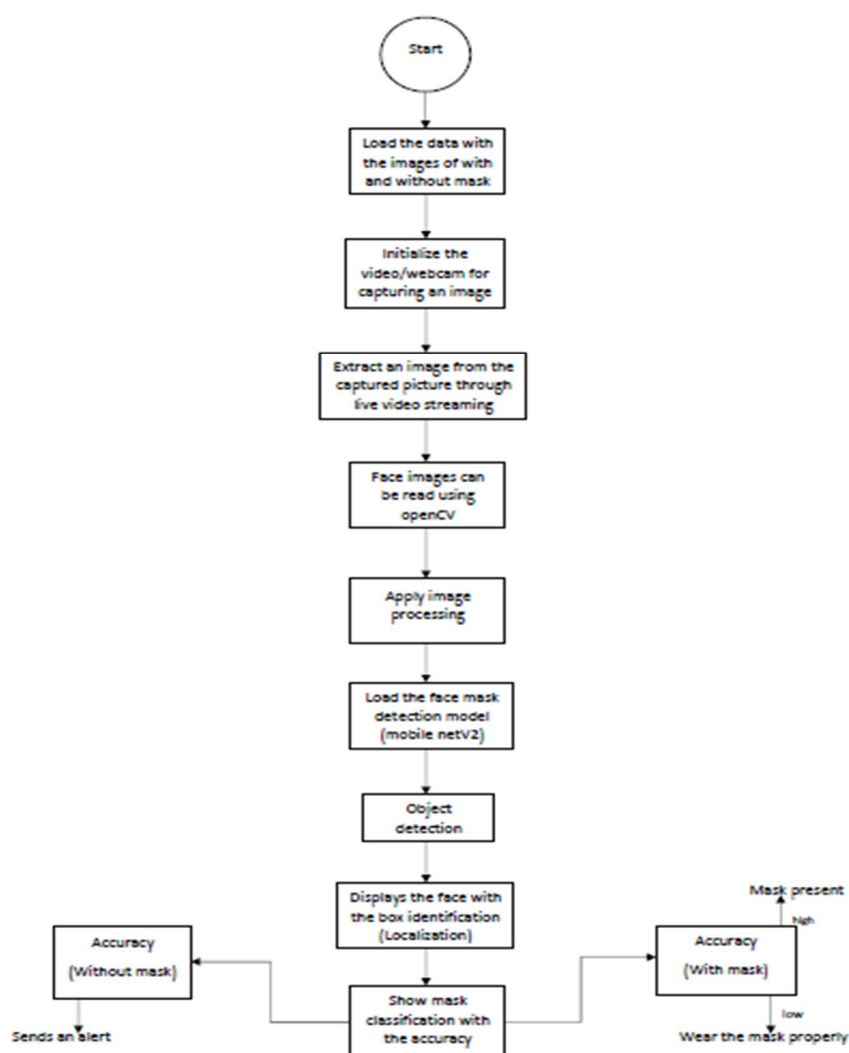 Start
Load the data with
the images of with
and without mask
Initialize the
video/webcam for
capturing an image
Extract an image from the
captured picture through
live video streaming
Face images can
be read using
openCV
Apply image
processing
Load the face mask
detection model
(mobile netV2)
Object
detection
Displays the face with
the box identification
(Localization)
Show mask
classification with
the accuracy
Accuracy
(Without mask)
Sends an alert
Accuracy
(With mask)
high
Mask present
low
Wear the mask properly